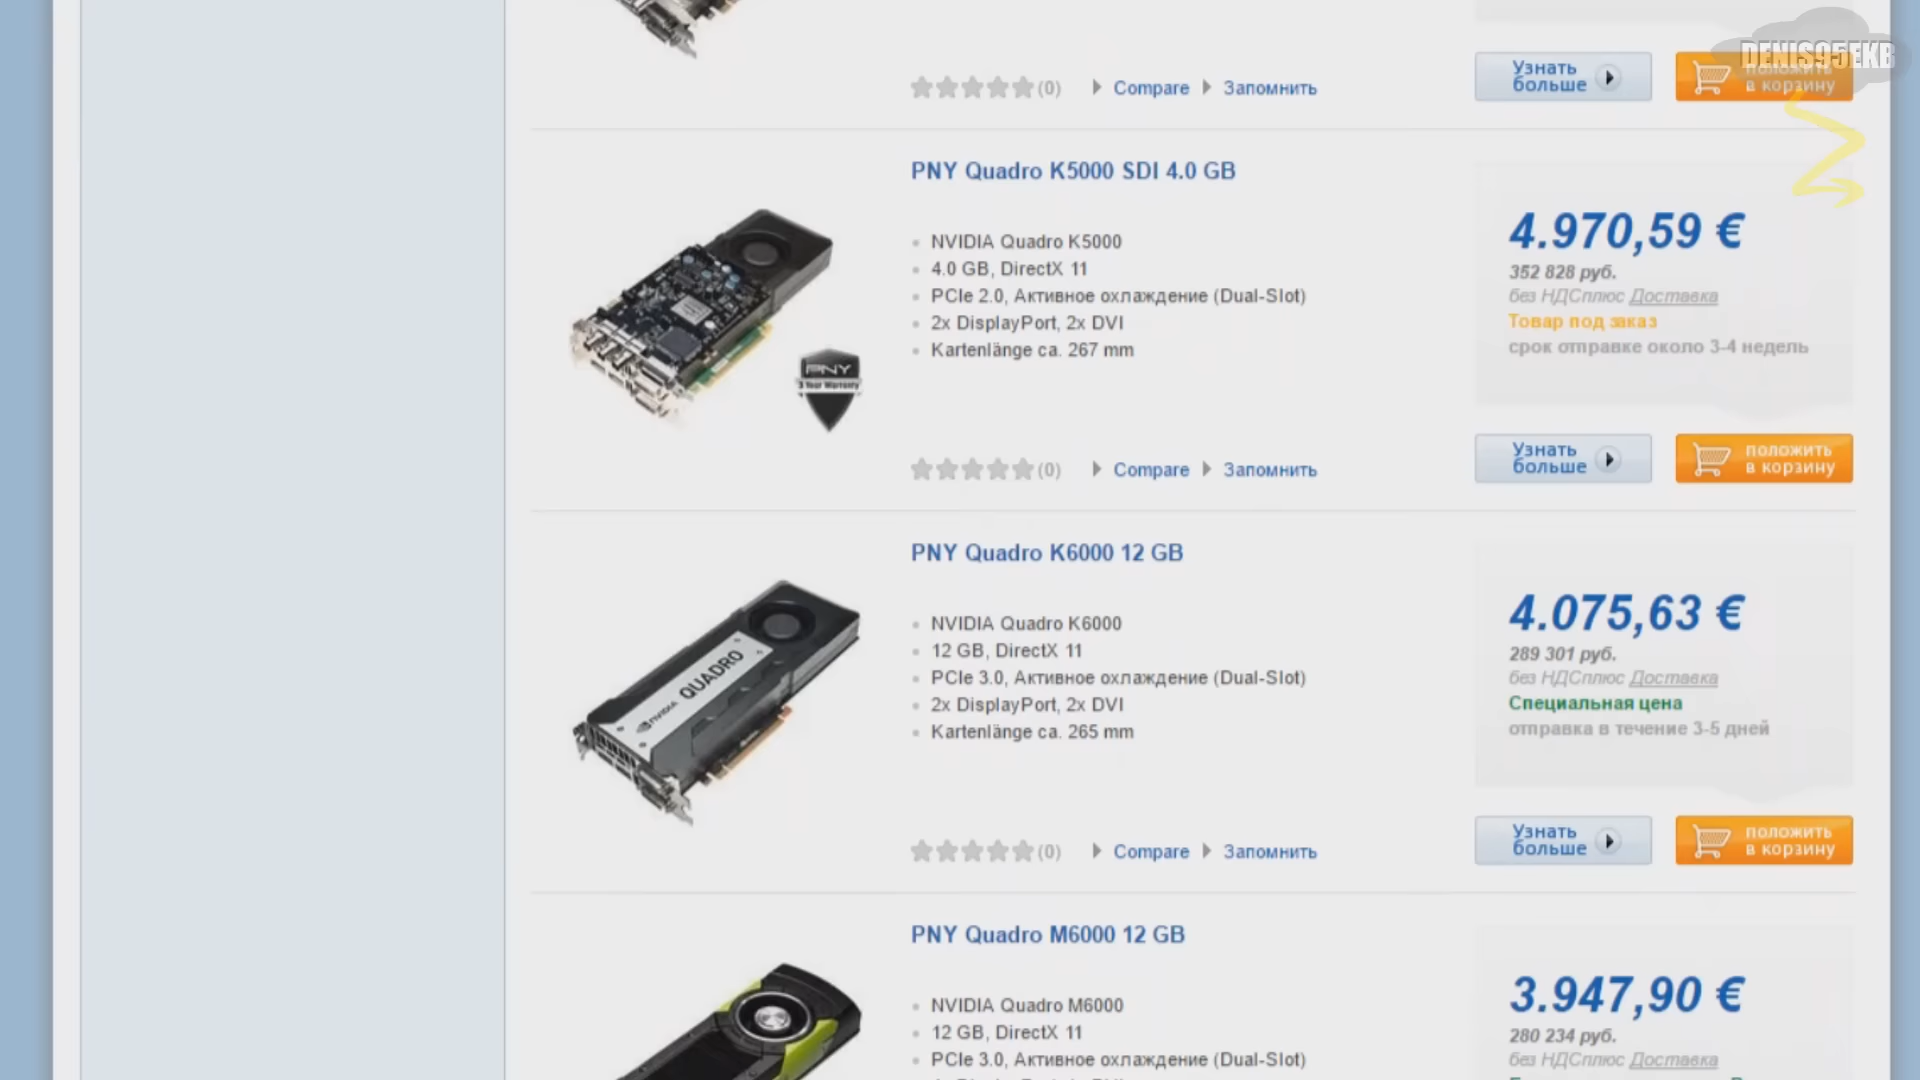 DENIS95EKB
(0) Compare Запомнить
Узнать больше
положить в корзину
PNY Quadro K5000 SDI 4.0 GB
NVIDIA Quadro K5000
4.0 GB, DirectX 11
PCIe 2.0, Активное охлаждение (Dual-Slot)
2x DisplayPort, 2x DVI
Kartenlänge ca. 267 mm
PNY
3 Year Warranty
4.970,59 €
352 828 руб.
без НДСплюс Доставка
Товар под заказ
срок отправке около 3-4 недель
(0) Compare Запомнить
Узнать больше
положить в корзину
PNY Quadro K6000 12 GB
NVIDIA Quadro K6000
12 GB, DirectX 11
PCIe 3.0, Активное охлаждение (Dual-Slot)
2x DisplayPort, 2x DVI
Kartenlänge ca. 265 mm
NVIDIA QUADRO
4.075,63 €
289 301 руб.
без НДСплюс Доставка
Специальная цена
отправка в течение 3-5 дней
(0) Compare Запомнить
Узнать больше
положить в корзину
PNY Quadro M6000 12 GB
NVIDIA Quadro M6000
12 GB, DirectX 11
PCIe 3.0, Активное охлаждение (Dual-Slot)
3.947,90 €
280 234 руб.
без НДСплюс Доставка